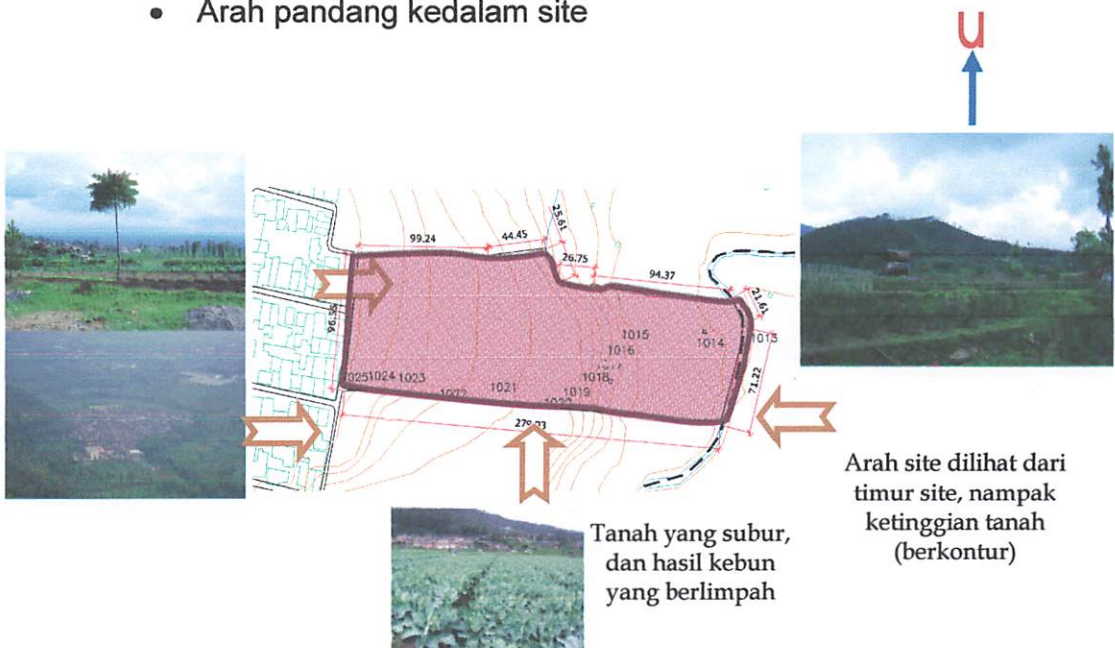 • Arah pandang kedalam site
u
99.24
44.45
25.61
26.75
94.37
21.61
96.55
1015
1014
1013
1016
1018
1025
1024
1023
1022
1021
1019
1020
71.22
279.03
Arah site dilihat dari
timur site, nampak
ketinggian tanah
(berkontur)
Tanah yang subur,
dan hasil kebun
yang berlimpah